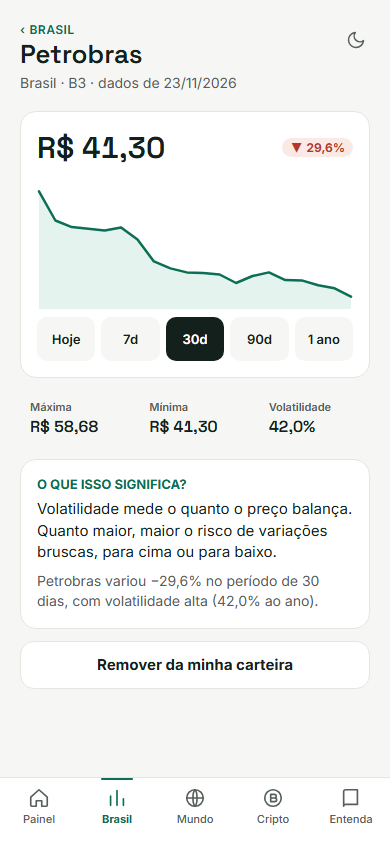 ‹ BRASIL
Petrobras
Brasil · B3 · dados de 23/11/2026
R$ 41,30
▼ 29,6%
Hoje
7d
30d
90d
1 ano
Máxima
Mínima
Volatilidade
R$ 58,68
R$ 41,30
42,0%
O QUE ISSO SIGNIFICA?
Volatilidade mede o quanto o preço balança.
Quanto maior, maior o risco de variações
bruscas, para cima ou para baixo.
Petrobras variou −29,6% no período de 30
dias, com volatilidade alta (42,0% ao ano).
Remover da minha carteira
Painel
Brasil
Mundo
Cripto
Entenda